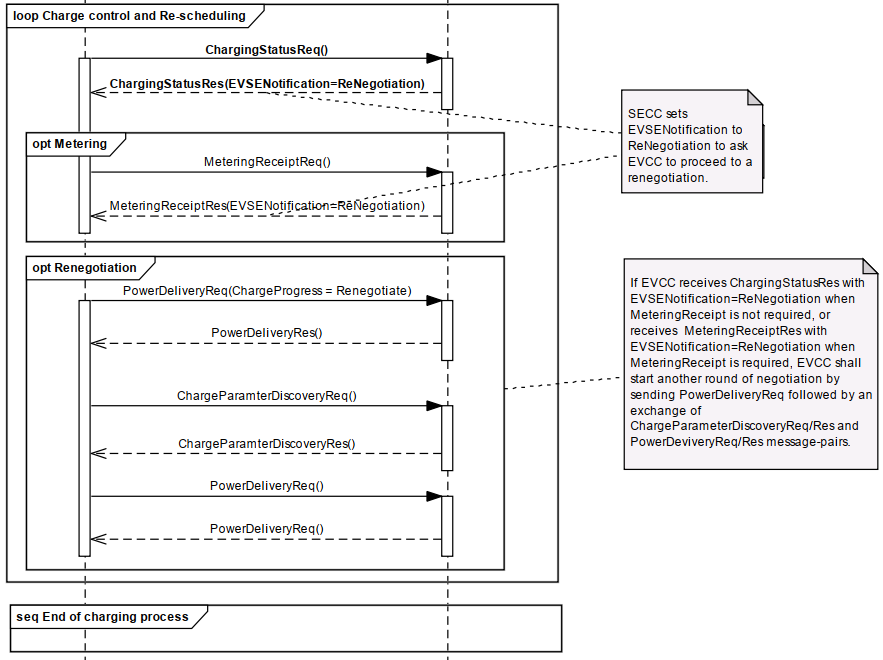 loop Charge control and Re-scheduling
ChargingStatusReq()
ChargingStatusRes(EVSENotification=ReNegotiation)
SECC sets
EVSENotification to
ReNegotiation to ask
EVCC to proceed to a
renegotiation.
opt Metering
MeteringReceiptReq()
MeteringReceiptRes(EVSENotification=ReNegotiation)
opt Renegotiation
PowerDeliveryReq(ChargeProgress = Renegotiate)
PowerDeliveryRes()
ChargeParamterDiscoveryReq()
ChargeParamterDiscoveryRes()
PowerDeliveryReq()
PowerDeliveryReq()
If EVCC receives ChargingStatusRes with
EVSENotification=ReNegotiation when
MeteringReceipt is not required, or
receives MeteringReceiptRes with
EVSENotification=ReNegotiation when
MeteringReceipt is required, EVCC shall
start another round of negotiation by
sending PowerDeliveryReq followed by an
exchange of
ChargeParameterDiscoveryReq/Res and
PowerDeviveryReq/Res message-pairs.
seq End of charging process